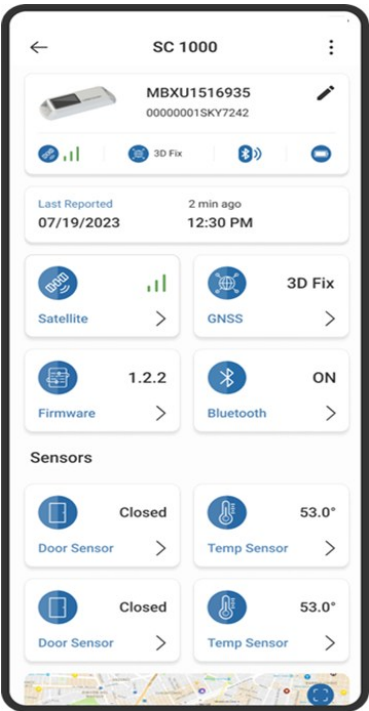 SC 1000
MBXU1516935
00000001SKY7242
3D Fix
Last Reported 2 min ago
07/19/2023 12:30 PM
3D Fix
Satellite GNSS
1.2.2 ON
Firmware Bluetooth
Sensors
Closed 53.0°
Door Sensor Temp Sensor
Closed 53.0°
Door Sensor Temp Sensor